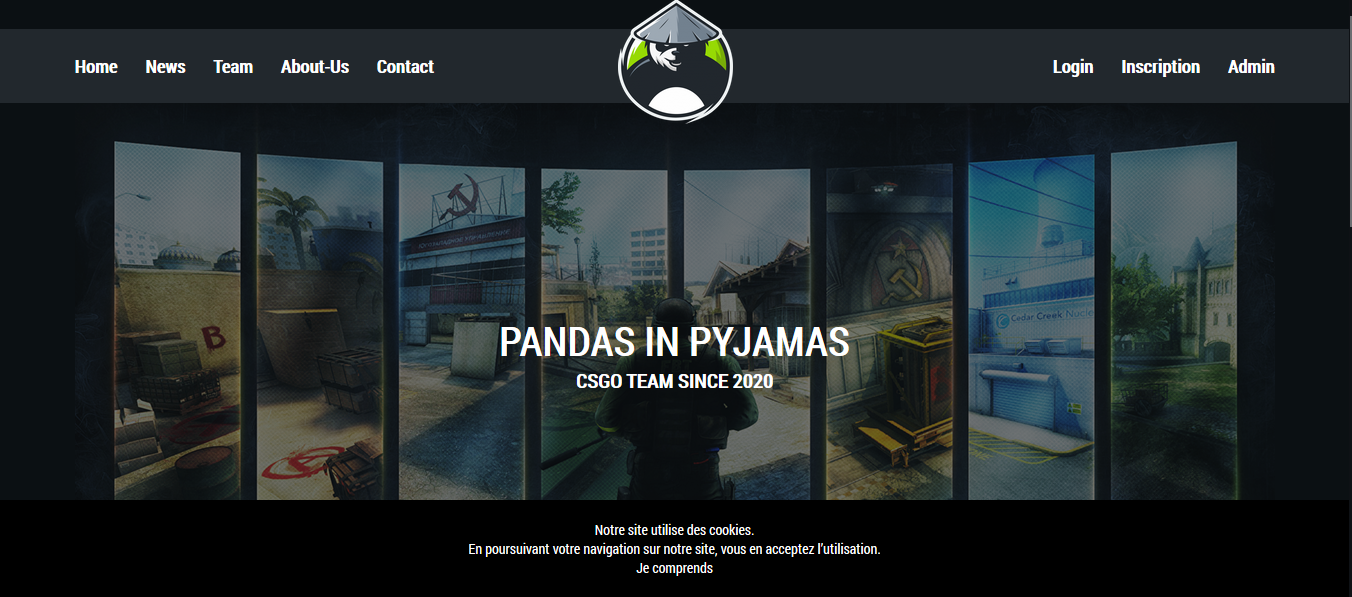 Home News Team About-Us Contact
Login Inscription Admin
B
Cedar Creek Nucle
PANDAS IN PYJAMAS
CSGO TEAM SINCE 2020
Notre site utilise des cookies.
En poursuivant votre navigation sur notre site, vous en acceptez l’utilisation.
Je comprends